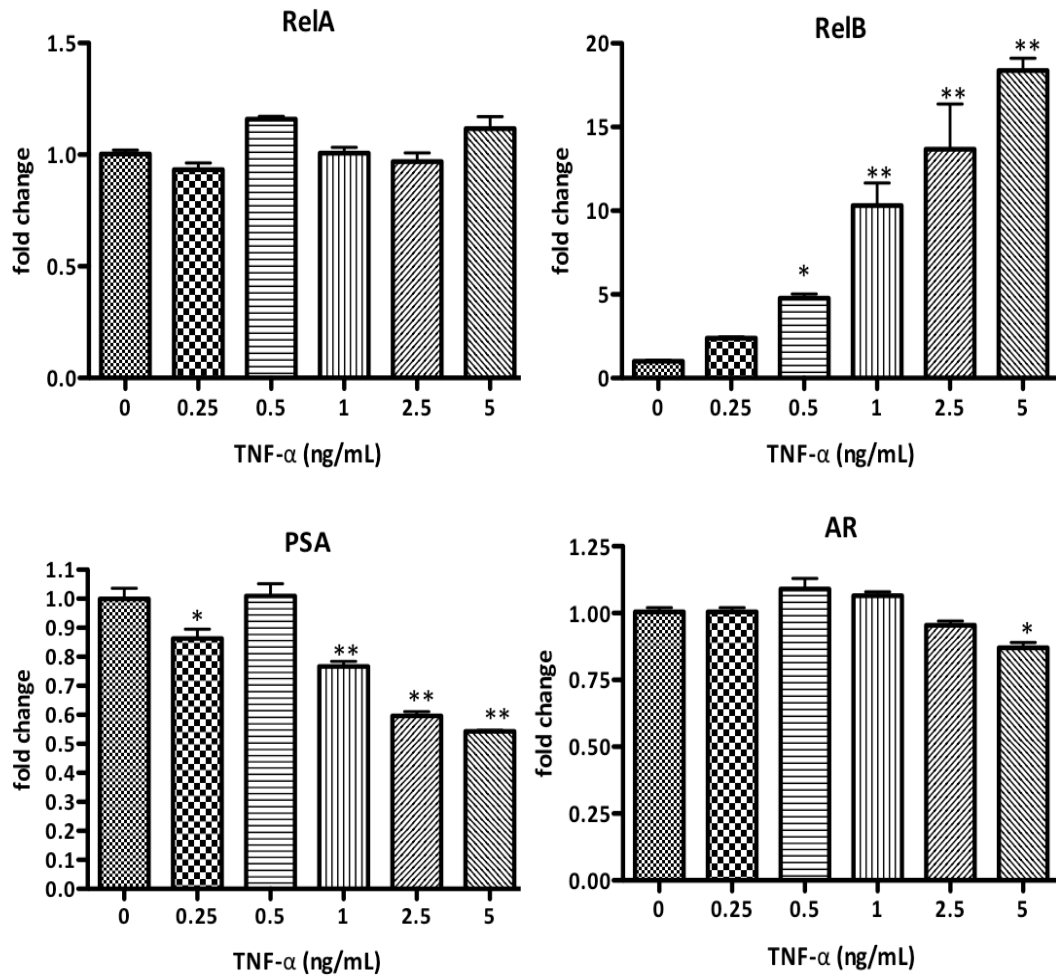 RelA
fold change
1.5
1.0
0.5
0.0
0 0.25 0.5 1 2.5 5
TNF-α (ng/mL)
RelB
fold change
20
15
10
5
0
* ** ** **
0 0.25 0.5 1 2.5 5
TNF-α (ng/mL)
PSA
fold change
1.1
1.0
0.9
0.8
0.7
0.6
0.5
0.4
0.3
0.2
0.1
0.0
* ** ** **
0 0.25 0.5 1 2.5 5
TNF-α (ng/mL)
AR
fold change
1.25
1.00
0.75
0.50
0.25
0.00
*
0 0.25 0.5 1 2.5 5
TNF-α (ng/mL)